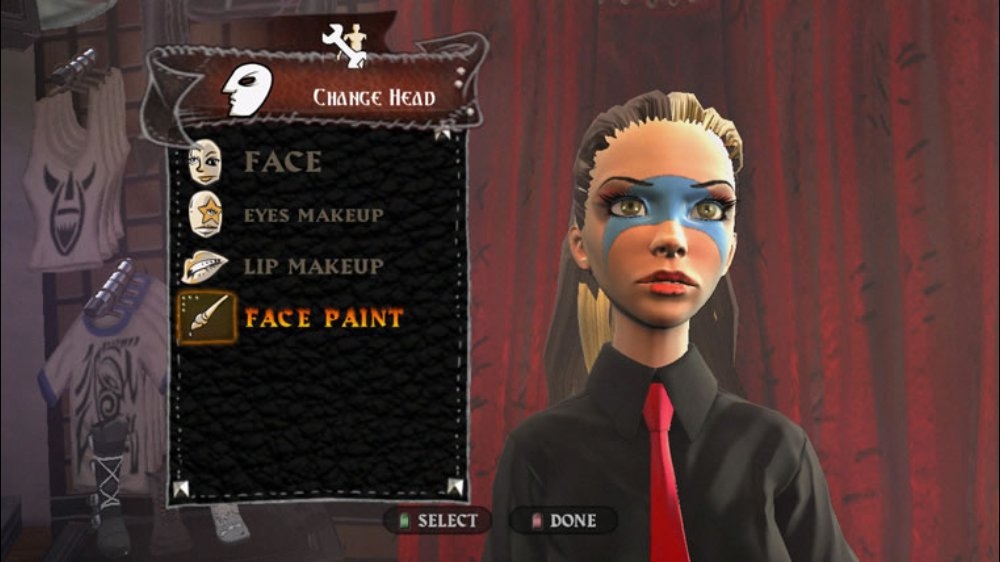 Change Head
FACE
EYES MAKEUP
LIP MAKEUP
FACE PAINT
SELECT
DONE